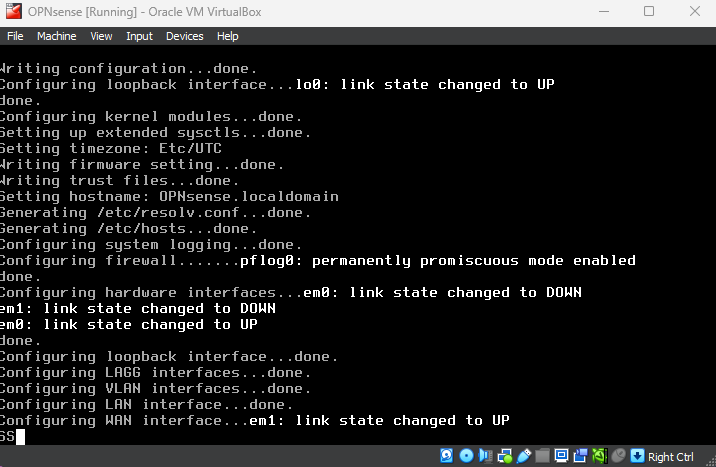 OPNsense [Running] - Oracle VM VirtualBox
File Machine View Input Devices Help
Writing configuration...done.
Configuring loopback interface...lo0: link state changed to UP
done.
Configuring kernel modules...done.
Setting up extended sysctls...done.
Setting timezone: Etc/UTC
Writing firmware setting...done.
Writing trust files...done.
Setting hostname: OPNsense.localdomain
Generating /etc/resolv.conf...done.
Generating /etc/hosts...done.
Configuring system logging...done.
Configuring firewall.......pflog0: permanently promiscuous mode enabled
done.
Configuring hardware interfaces...em0: link state changed to DOWN
em1: link state changed to DOWN
em0: link state changed to UP
done.
Configuring loopback interface...done.
Configuring LAGG interfaces...done.
Configuring VLAN interfaces...done.
Configuring LAN interface...done.
Configuring WAN interface...em1: link state changed to UP
6S
Right Ctrl